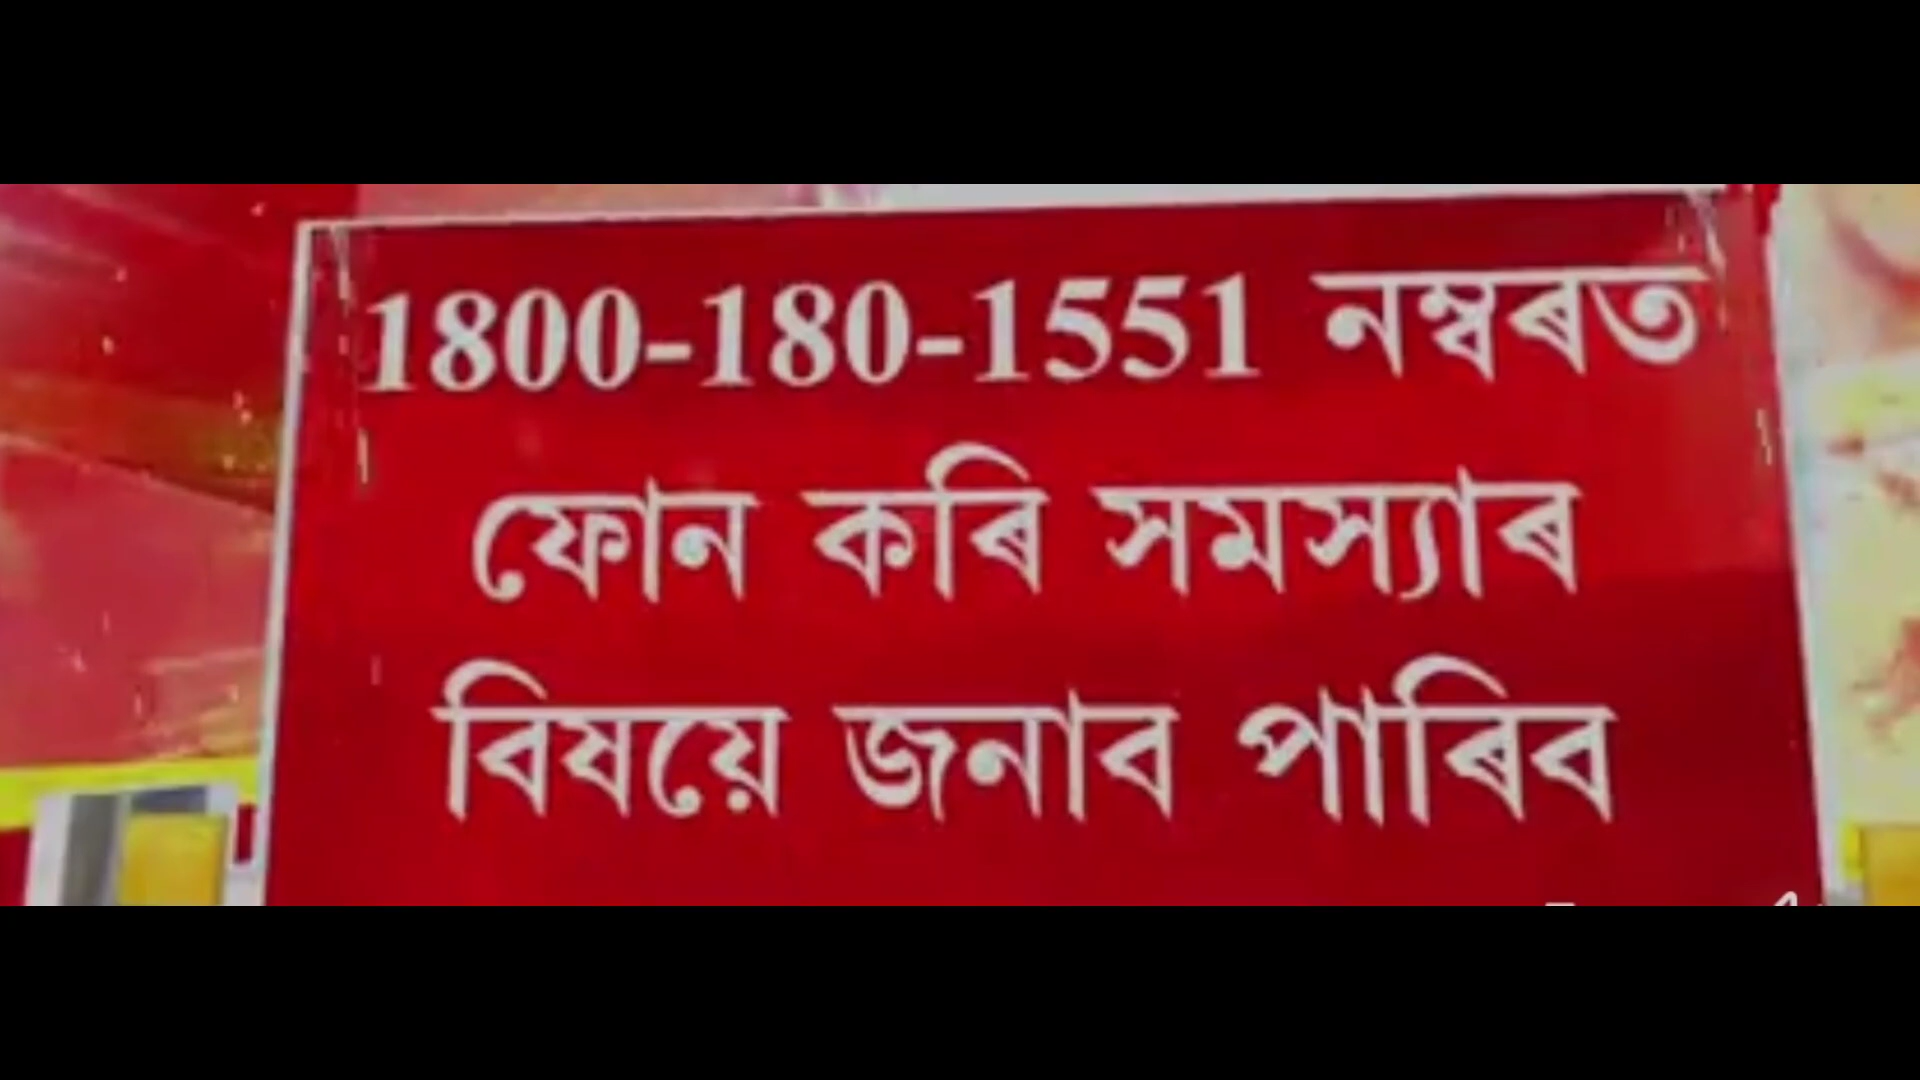 1800-180-1551 নম্বৰত
ফোন কৰি সমস্যাৰ
বিষয়ে জনাব পাৰিব